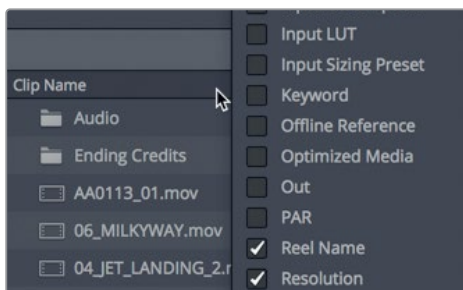 Clip Name
Audio
Ending Credits
AA0113_01.mov
06_MILKYWAY.mov
04_JET_LANDING_2.
Input LUT
Input Sizing Preset
Keyword
Offline Reference
Optimized Media
Out
PAR
Reel Name
Resolution